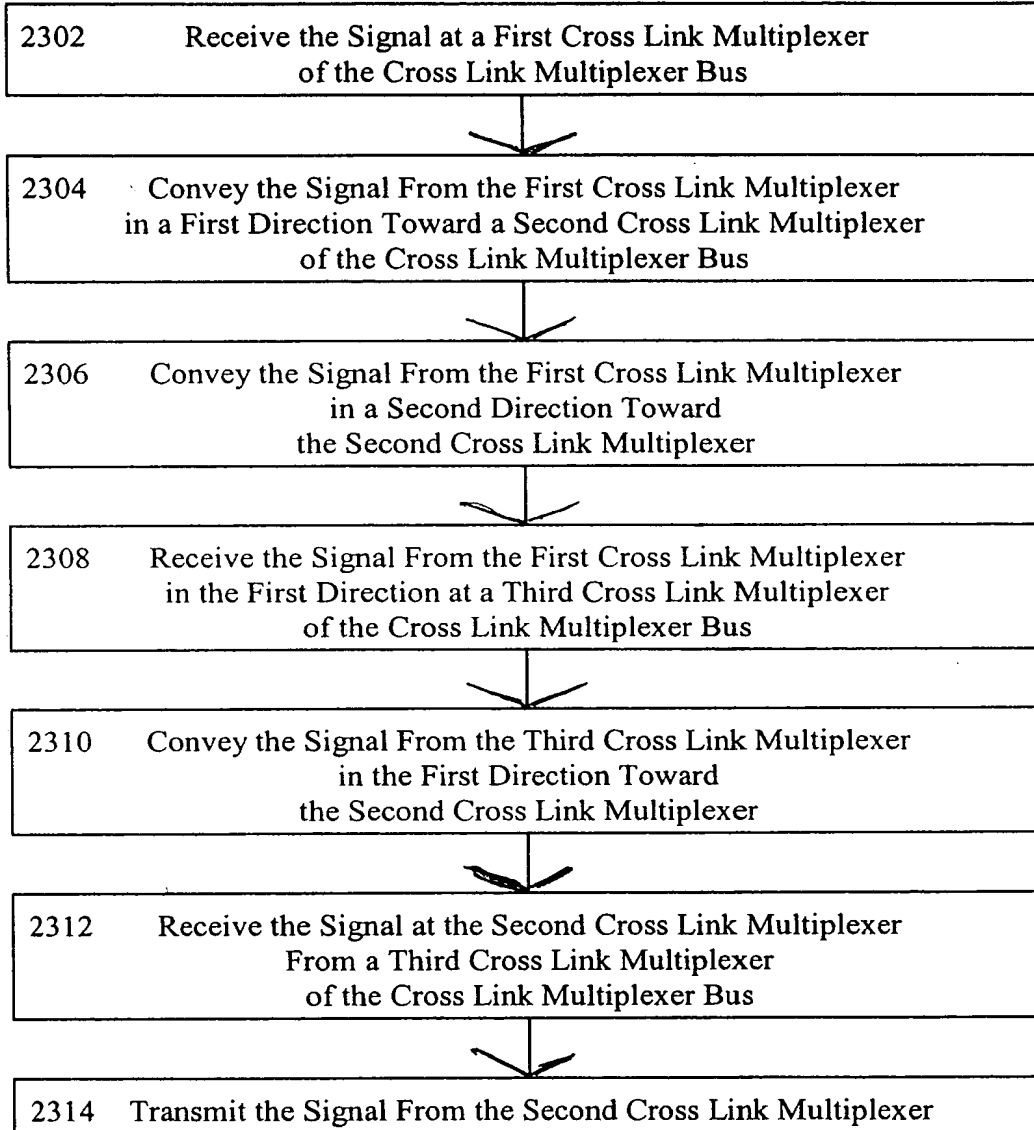 2302 Receive the Signal at a First Cross Link Multiplexer
of the Cross Link Multiplexer Bus
2304 Convey the Signal From the First Cross Link Multiplexer
in a First Direction Toward a Second Cross Link Multiplexer
of the Cross Link Multiplexer Bus
2306 Convey the Signal From the First Cross Link Multiplexer
in a Second Direction Toward
the Second Cross Link Multiplexer
2308 Receive the Signal From the First Cross Link Multiplexer
in the First Direction at a Third Cross Link Multiplexer
of the Cross Link Multiplexer Bus
2310 Convey the Signal From the Third Cross Link Multiplexer
in the First Direction Toward
the Second Cross Link Multiplexer
2312 Receive the Signal at the Second Cross Link Multiplexer
From a Third Cross Link Multiplexer
of the Cross Link Multiplexer Bus
2314 Transmit the Signal From the Second Cross Link Multiplexer